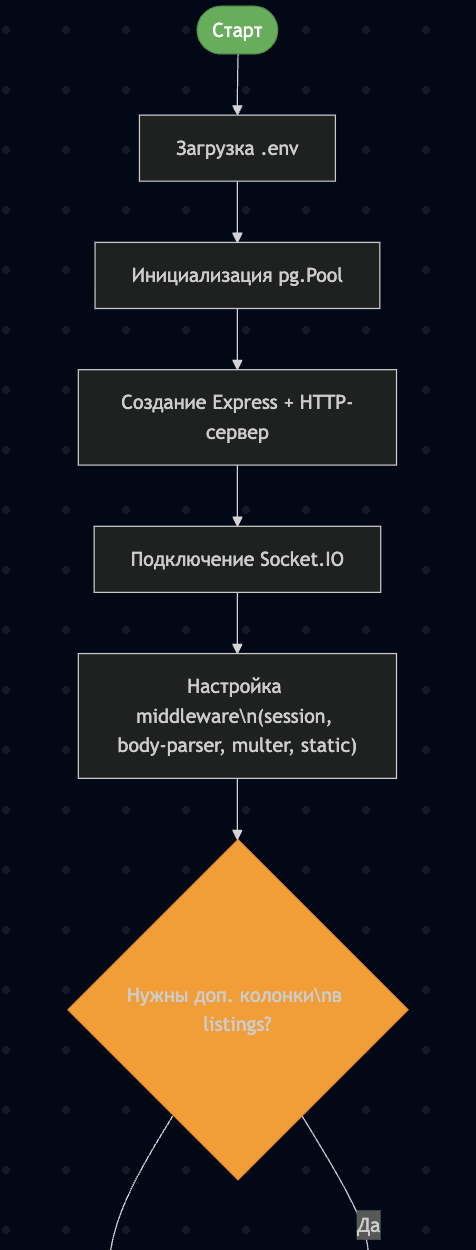 Старт
Загрузка .env
Инициализация pg.Pool
Создание Express + HTTP-
сервер
Подключение Socket.IO
Настройка
middleware\n(session,
body-parser, multer, static)
Нужны доп. колонки\nв
listings?
Да